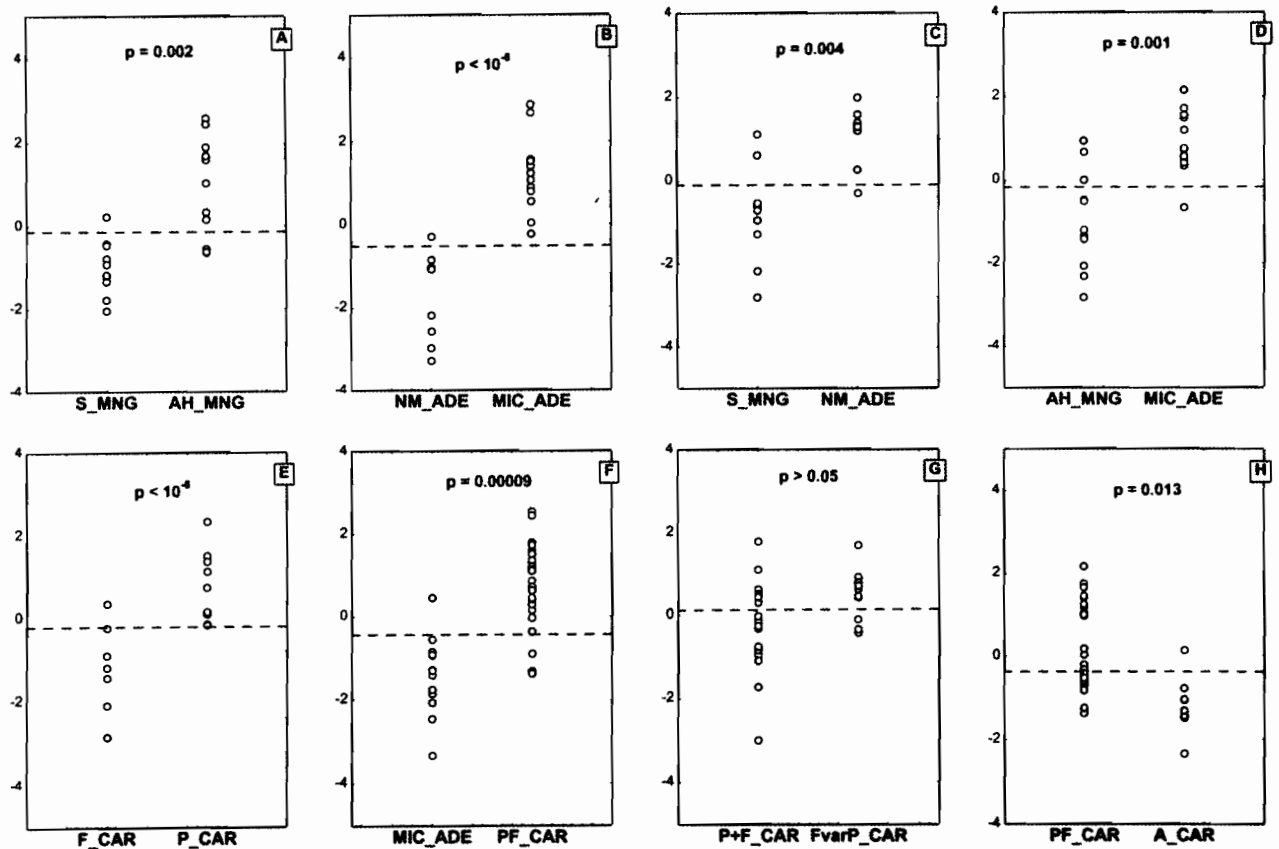 A
p = 0.002
4
2
0
-2
-4
S_MNG AH_MNG
B
p < 10⁻⁶
4
2
0
-2
-4
NM_ADE MIC_ADE
C
p = 0.004
4
2
0
-2
-4
S_MNG NM_ADE
D
p = 0.001
4
2
0
-2
-4
AH_MNG MIC_ADE
E
p < 10⁻⁶
4
2
0
-2
-4
F_CAR P_CAR
F
p = 0.00009
4
2
0
-2
-4
MIC_ADE PF_CAR
G
p > 0.05
4
2
0
-2
-4
P+F_CAR FvarP_CAR
H
p = 0.013
4
2
0
-2
-4
PF_CAR A_CAR